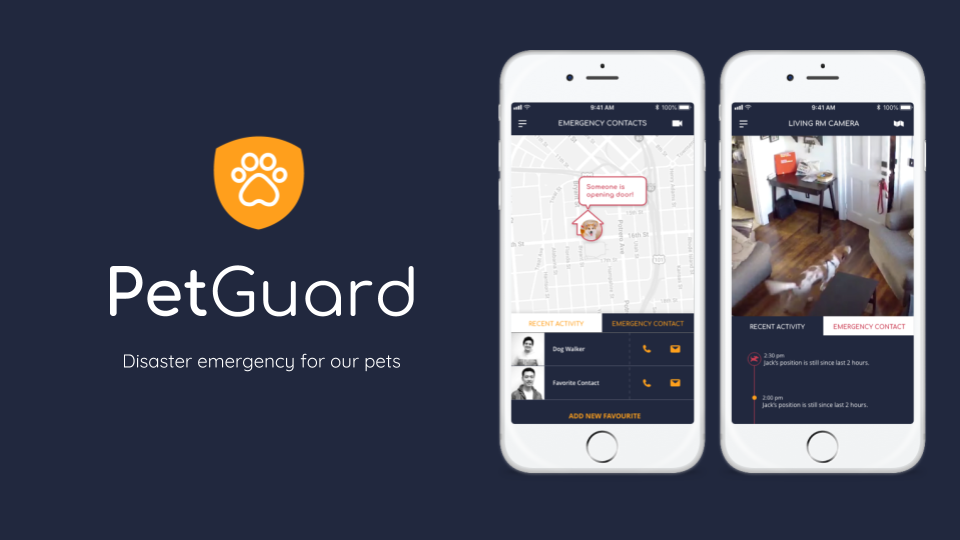 PetGuard
Disaster emergency for our pets
9:41 AM
100%
EMERGENCY CONTACTS
Someone is
opening door!
RECENT ACTIVITY
EMERGENCY CONTACT
Dog Walker
Favorite Contact
ADD NEW FAVOURITE
9:41 AM
100%
LIVING RM CAMERA
RECENT ACTIVITY
EMERGENCY CONTACT
2:30 pm
Jack's position is still since last 2 hours.
2:00 pm
Jack's position is still since last 2 hours.